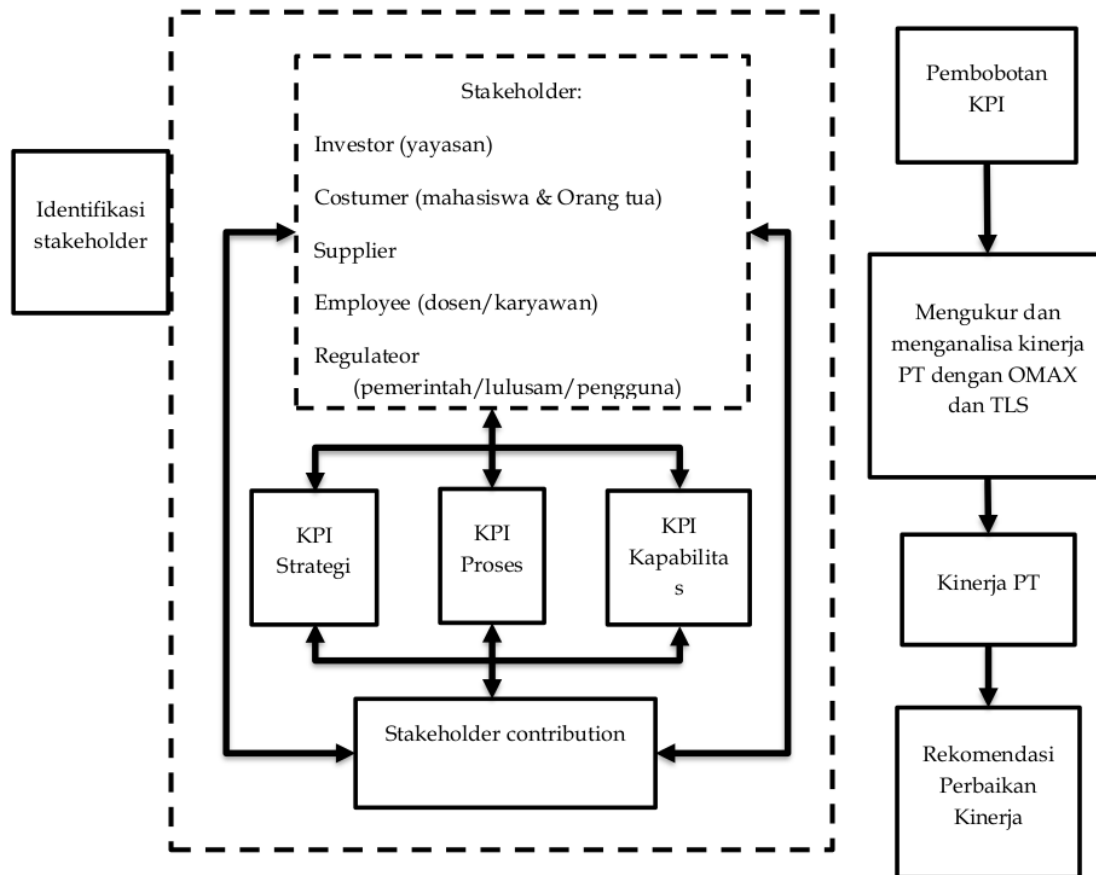 Identifikasi
stakeholder
Stakeholder:
Investor (yayasan)
Costumer (mahasiswa & Orang tua)
Supplier
Employee (dosen/karyawan)
Regulateor
(pemerintah/lulusam/pengguna)
KPI
Strategi
KPI
Proses
KPI
Kapabilita
s
Stakeholder contribution
Pembobotan
KPI
Mengukur dan
menganalisa kinerja
PT dengan OMAX
dan TLS
Kinerja PT
Rekomendasi
Perbaikan
Kinerja